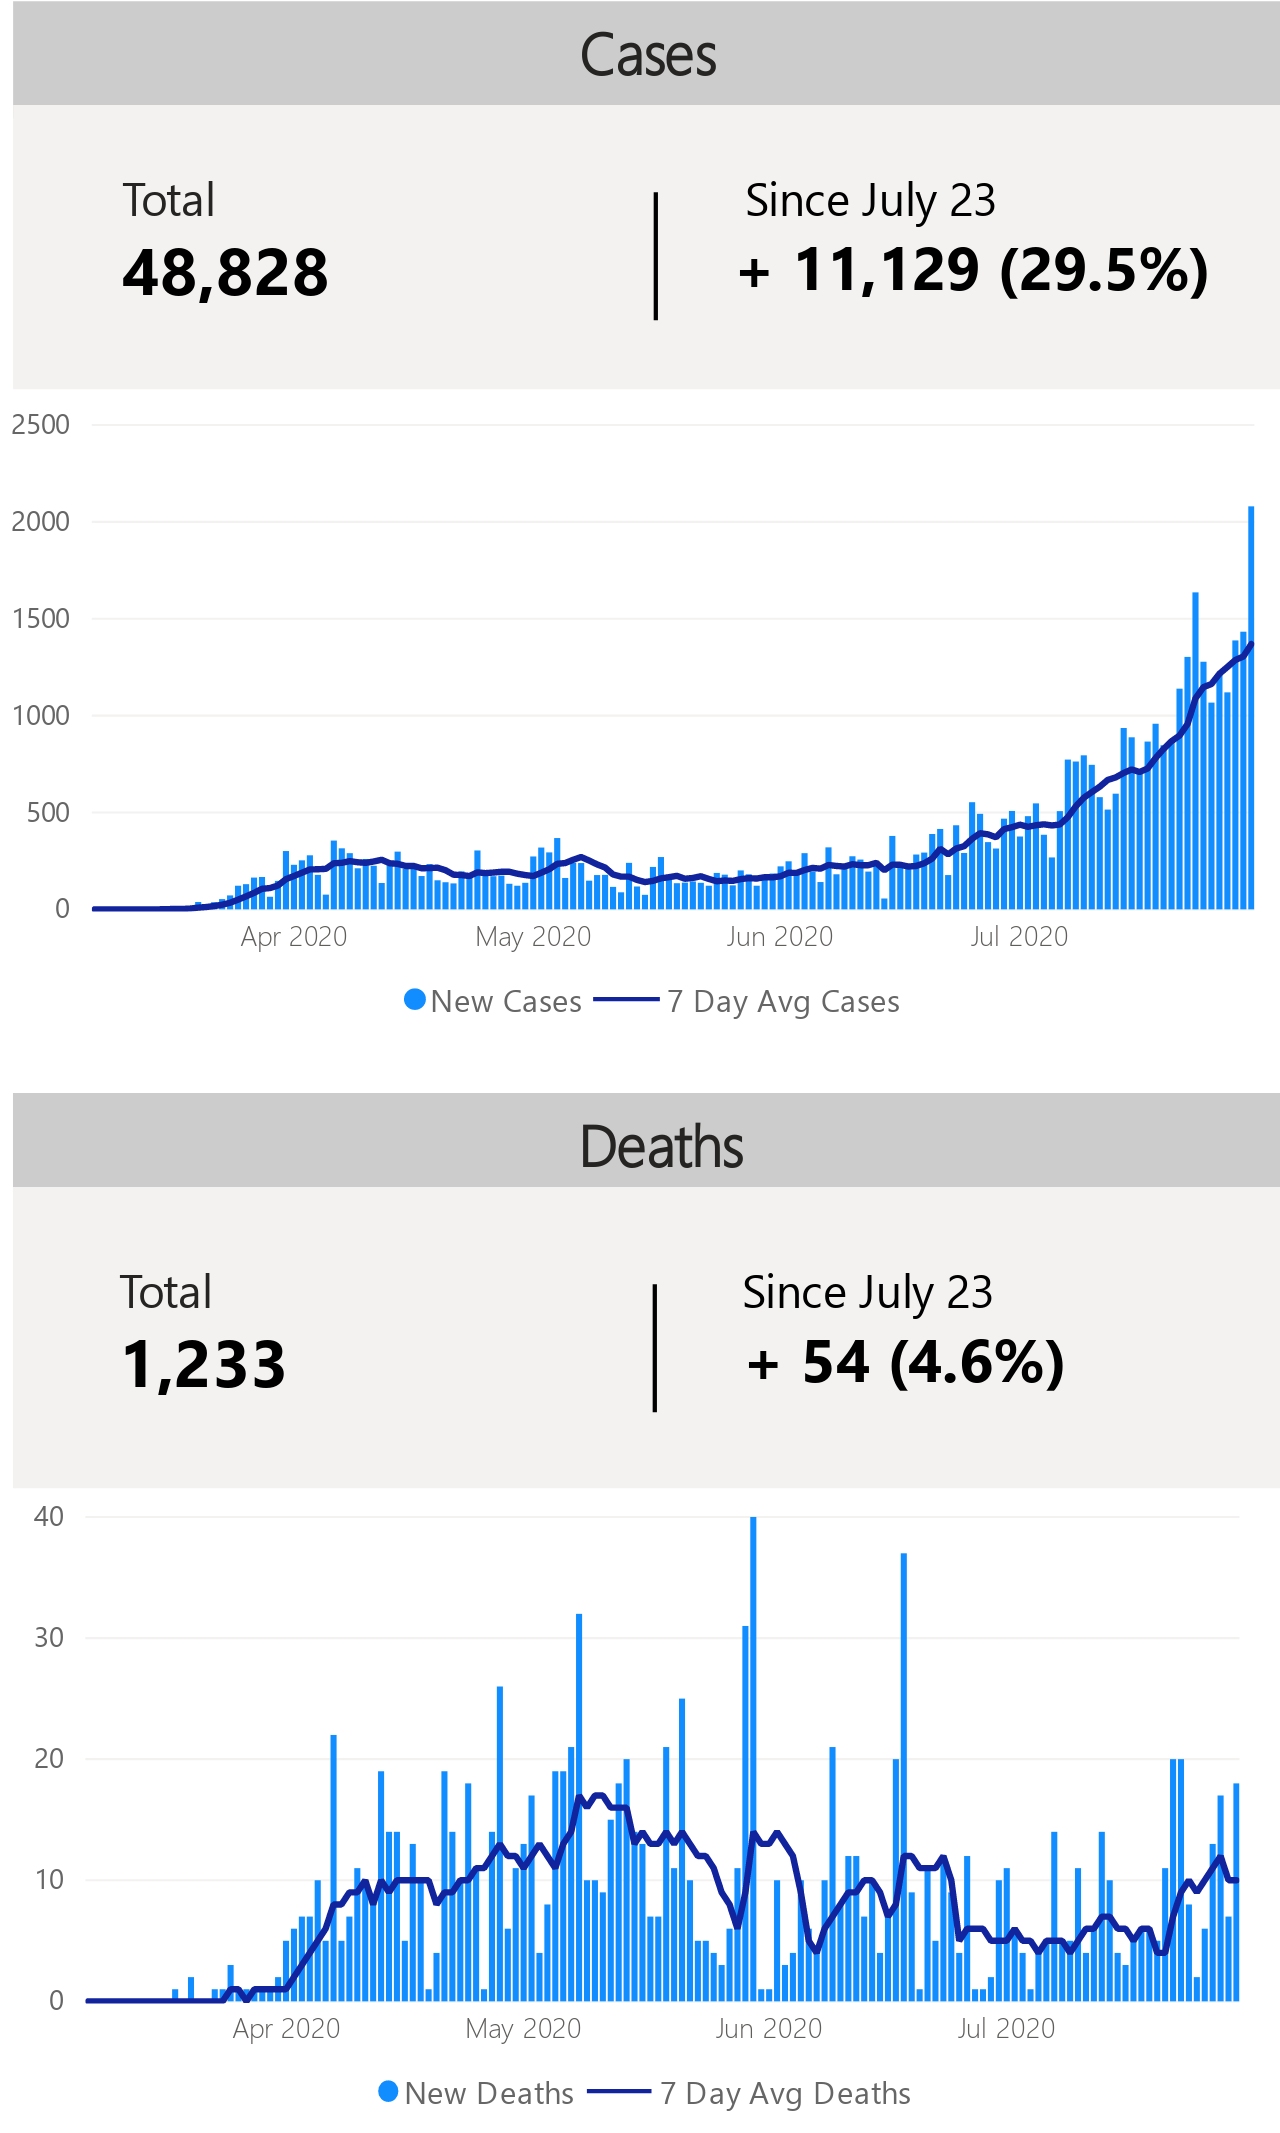 Cases
Total
Since July 23
48,828
+ 11,129 (29.5%)
2500
2000
1500
1000
500
0
Apr 2020
May 2020
Jun 2020
Jul 2020
New Cases
7 Day Avg Cases
Deaths
Total
Since July 23
1,233
+ 54 (4.6%)
40
30
20
10
0
Apr 2020
May 2020
Jun 2020
Jul 2020
New Deaths
7 Day Avg Deaths